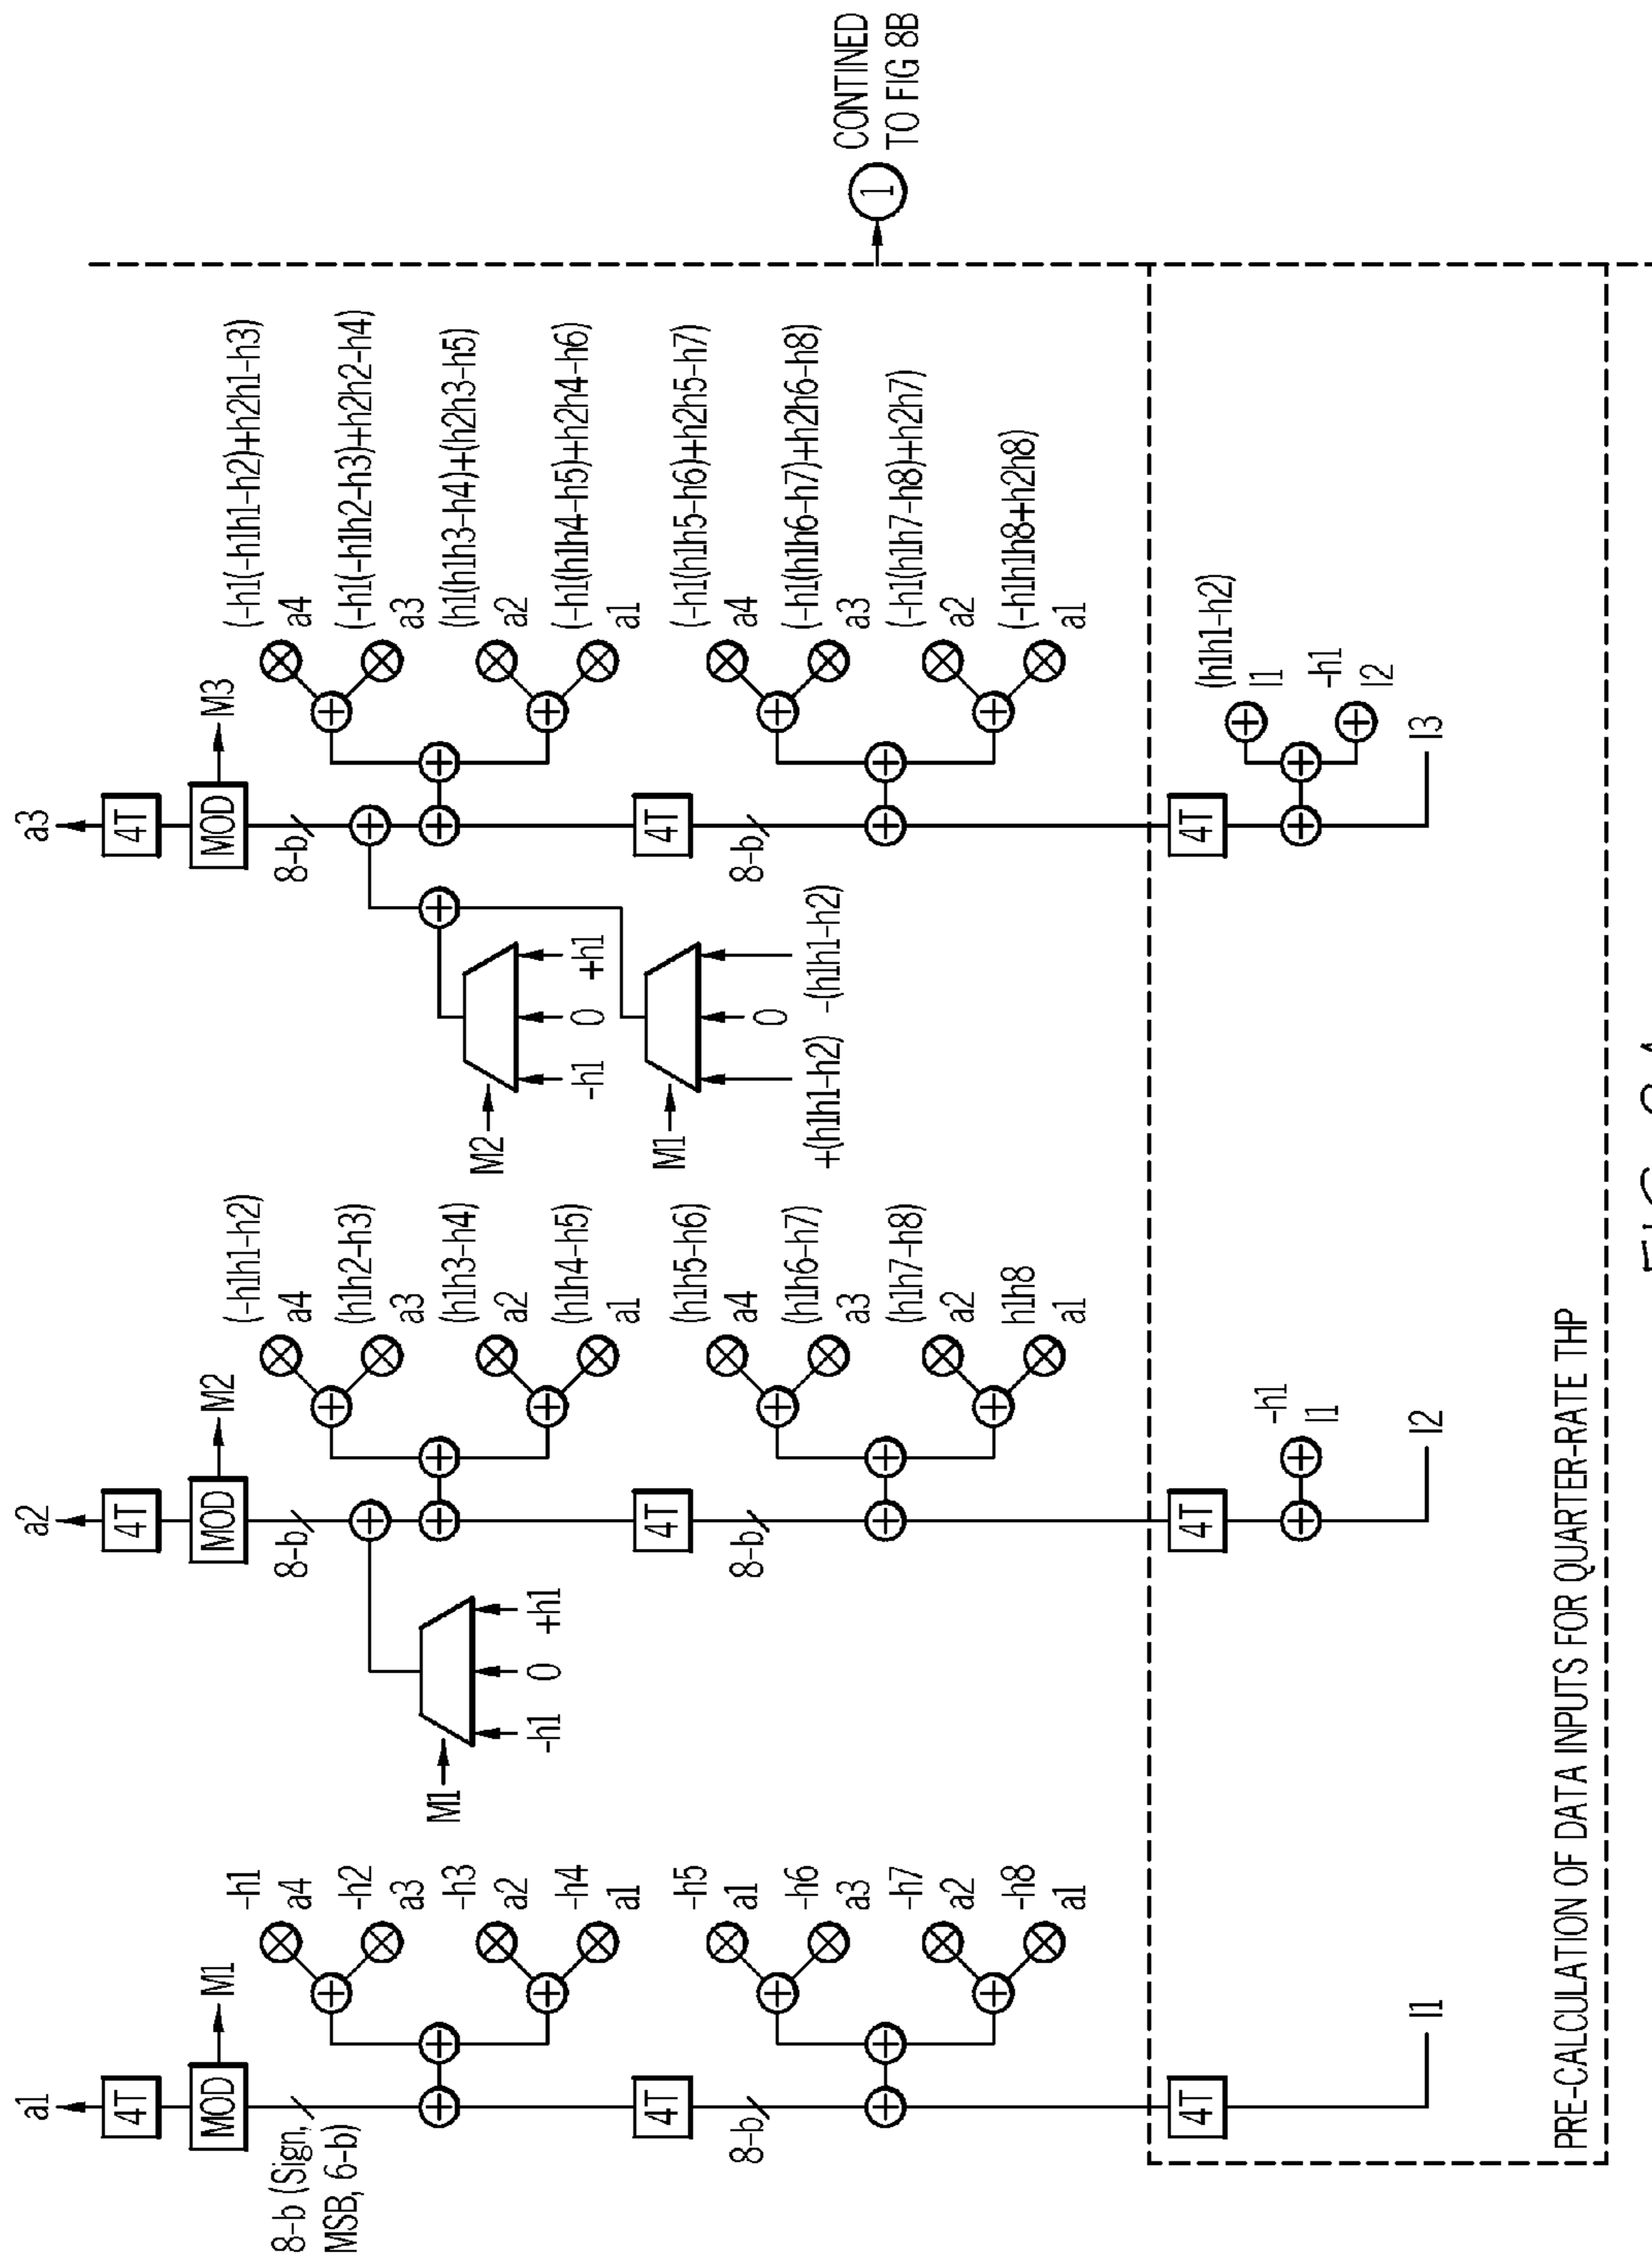 a1
4T
MOD
M1
8-b (Sign,
MSB, 6-b)
-h1
a4
-h2
a3
-h3
a2
-h4
a1
4T
8-b
-h5
a1
-h6
a3
-h7
a2
-h8
a1
4T
I1
a2
4T
MOD
M2
8-b
M1
-h1 0 +h1
(-h1h1-h2)
a4
(h1h2-h3)
a3
(h1h3-h4)
a2
(h1h4-h5)
a1
4T
8-b
(h1h5-h6)
a4
(h1h6-h7)
a3
(h1h7-h8)
a2
h1h8
a1
4T
-h1
I1
I2
a3
4T
MOD
M3
8-b
M2
-h1 0 +h1
M1
+(h1h1-h2) 0 -(h1h1-h2)
(-h1(-h1h1-h2)+h2h1-h3)
a4
(-h1(-h1h2-h3)+h2h2-h4)
a3
(h1(h1h3-h4)+(h2h3-h5)
a2
(-h1(h1h4-h5)+h2h4-h6)
a1
4T
8-b
(-h1(h1h5-h6)+h2h5-h7)
a4
(-h1(h1h6-h7)+h2h6-h8)
a3
(-h1(h1h7-h8)+h2h7)
a2
(-h1h1h8+h2h8)
a1
4T
(h1h1-h2)
I1
-h1
I2
I3
PRE-CALCULATION OF DATA INPUTS FOR QUARTER-RATE THP
1
CONTINED
TO FIG 8B